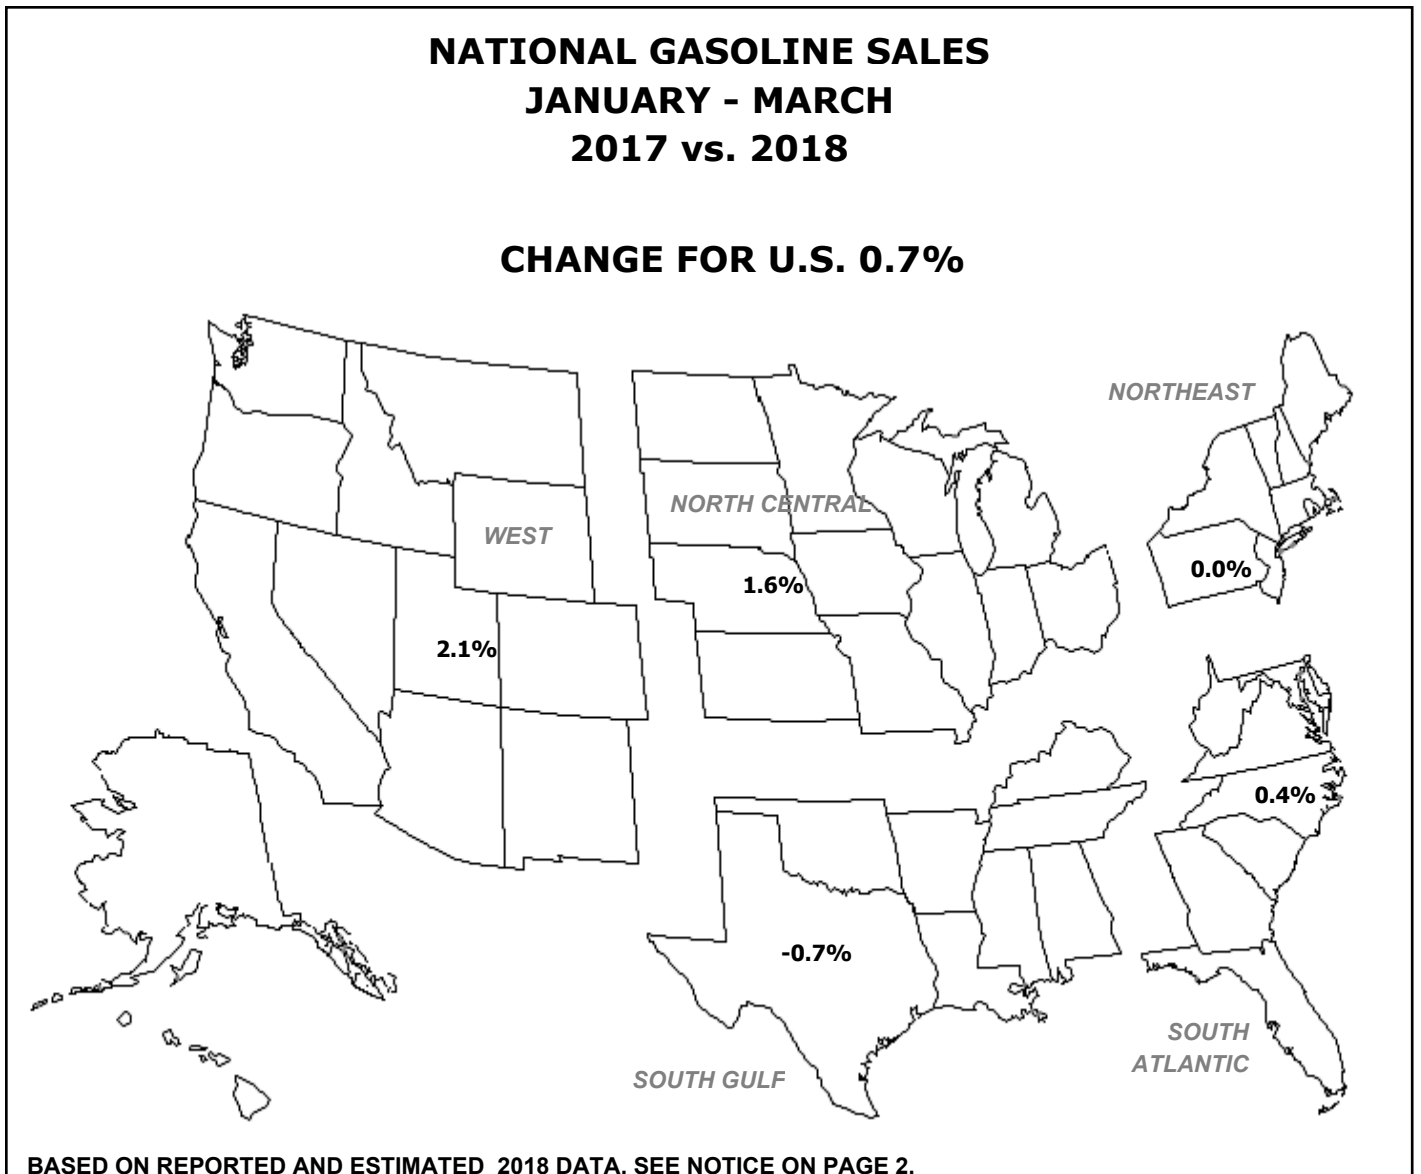 NATIONAL GASOLINE SALES
JANUARY - MARCH
2017 vs. 2018
CHANGE FOR U.S. 0.7%
NORTHEAST
NORTH CENTRAL
WEST
0.0%
1.6%
2.1%
0.4%
-0.7%
SOUTH
ATLANTIC
SOUTH GULF
BASED ON REPORTED AND ESTIMATED  2018 DATA. SEE NOTICE ON PAGE 2.